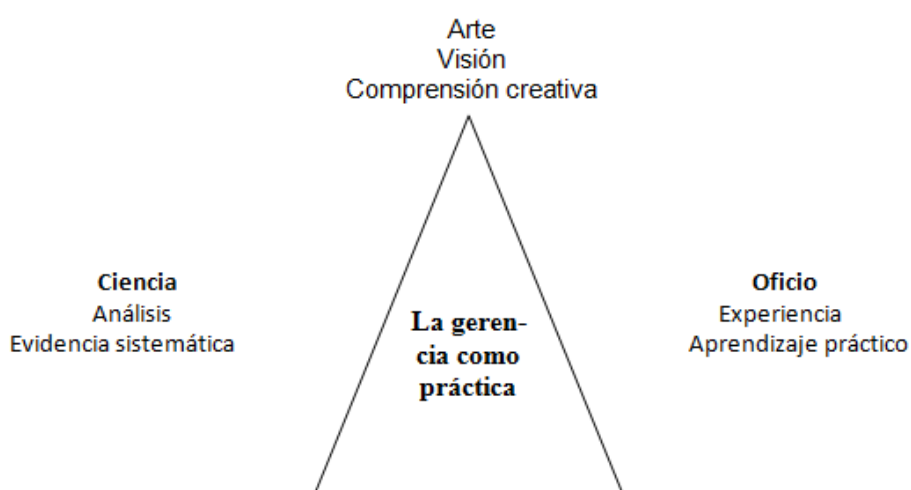 Arte
Visión
Comprensión creativa
Ciencia
Análisis
Evidencia sistemática
La geren-
cia como
práctica
Oficio
Experiencia
Aprendizaje práctico